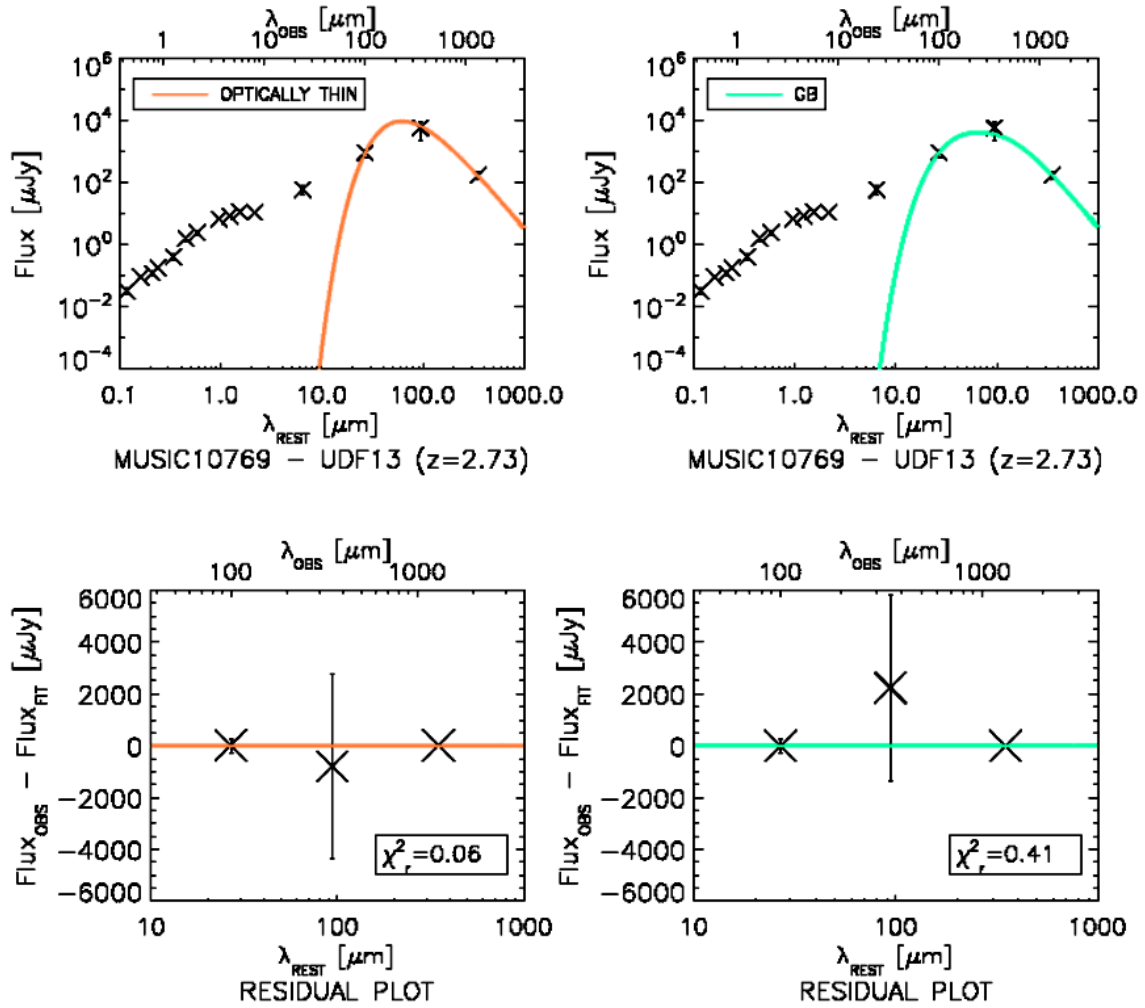 λOBS [μm] λOBS [μm]
1 10 100 1000 1 10 100 1000
10^6 10^6
OPTICALLY THIN GB
10^4 10^4
Flux [μJy] Flux [μJy]
10^2 10^2
10^0 10^0
10^-2 10^-2
10^-4 10^-4
0.1 1.0 10.0 100.0 1000.0 0.1 1.0 10.0 100.0 1000.0
λREST [μm] λREST [μm]
MUSIC10769 – UDF13 (z=2.73) MUSIC10769 – UDF13 (z=2.73)
λOBS [μm] λOBS [μm]
100 1000 100 1000
6000 6000
4000 4000
2000 2000
FluxOBS – FluxFIT [μJy] FluxOBS – FluxFIT [μJy]
0 0
−2000 −2000
−4000 −4000
χ²r=0.06 χ²r=0.41
−6000 −6000
10 100 1000 10 100 1000
λREST [μm] λREST [μm]
RESIDUAL PLOT RESIDUAL PLOT